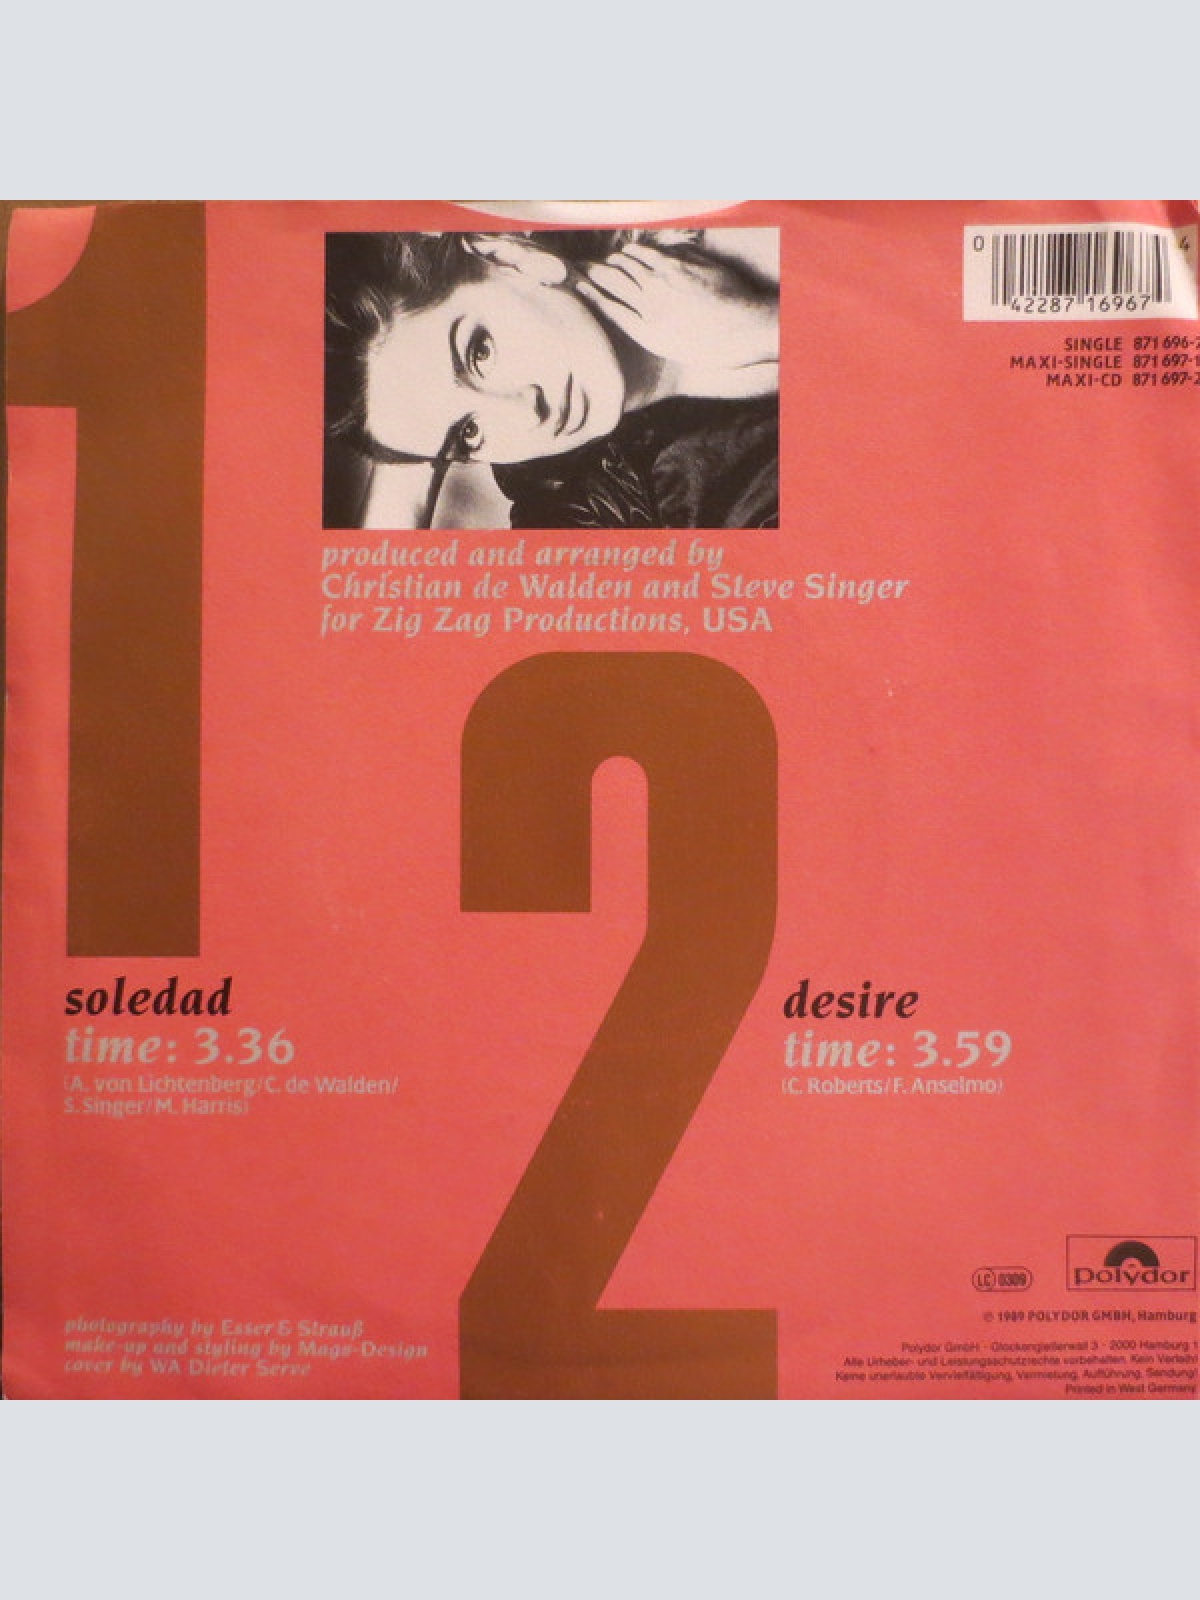 1
0 4
42287 16967
SINGLE 871 696-7
MAXI-SINGLE 871 697-1
MAXI-CD 871 697-2
produced and arranged by
Christian de Walden and Steve Singer
for Zig Zag Productions, USA
2
soledad
time: 3.36
(A. von Lichtenberg/C. de Walden/
S. Singer/M. Harris)
desire
time: 3.59
(C. Roberts/F. Anselmo)
photography by Esser & Strauß
make-up and styling by Mago-Design
cover by WA Dieter Serve
LC 0309
polydor
℗ 1989 POLYDOR GMBH, Hamburg
Polydor GmbH · Glockengießerwall 3 · 2000 Hamburg 1
Alle Urheber- und Leistungsschutzrechte vorbehalten. Kein Verleih!
Keine unerlaubte Vervielfältigung, Vermietung, Aufführung, Sendung!
Printed in West Germany